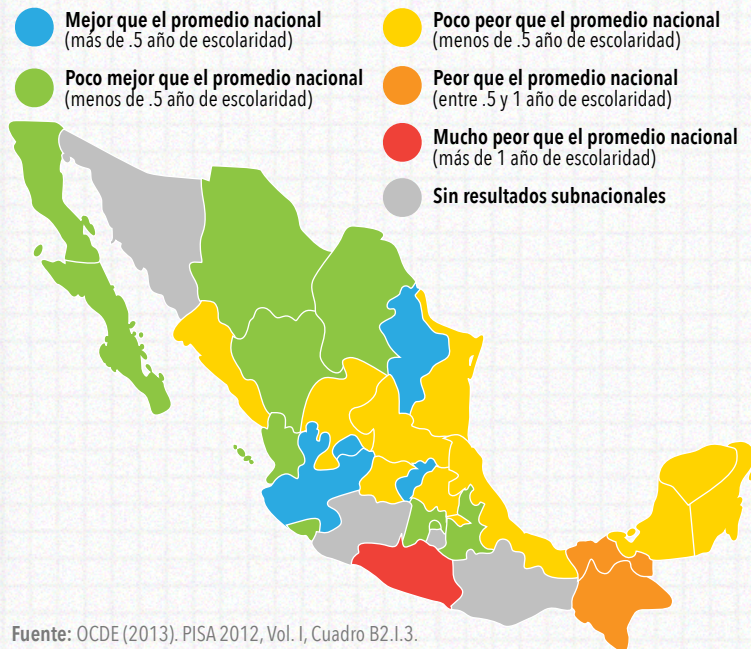 Mejor que el promedio nacional
(más de .5 año de escolaridad)
Poco mejor que el promedio nacional
(menos de .5 año de escolaridad)
Poco peor que el promedio nacional
(menos de .5 año de escolaridad)
Peor que el promedio nacional
(entre .5 y 1 año de escolaridad)
Mucho peor que el promedio nacional
(más de 1 año de escolaridad)
Sin resultados subnacionales
Fuente: OCDE (2013). PISA 2012, Vol. I, Cuadro B2.I.3.